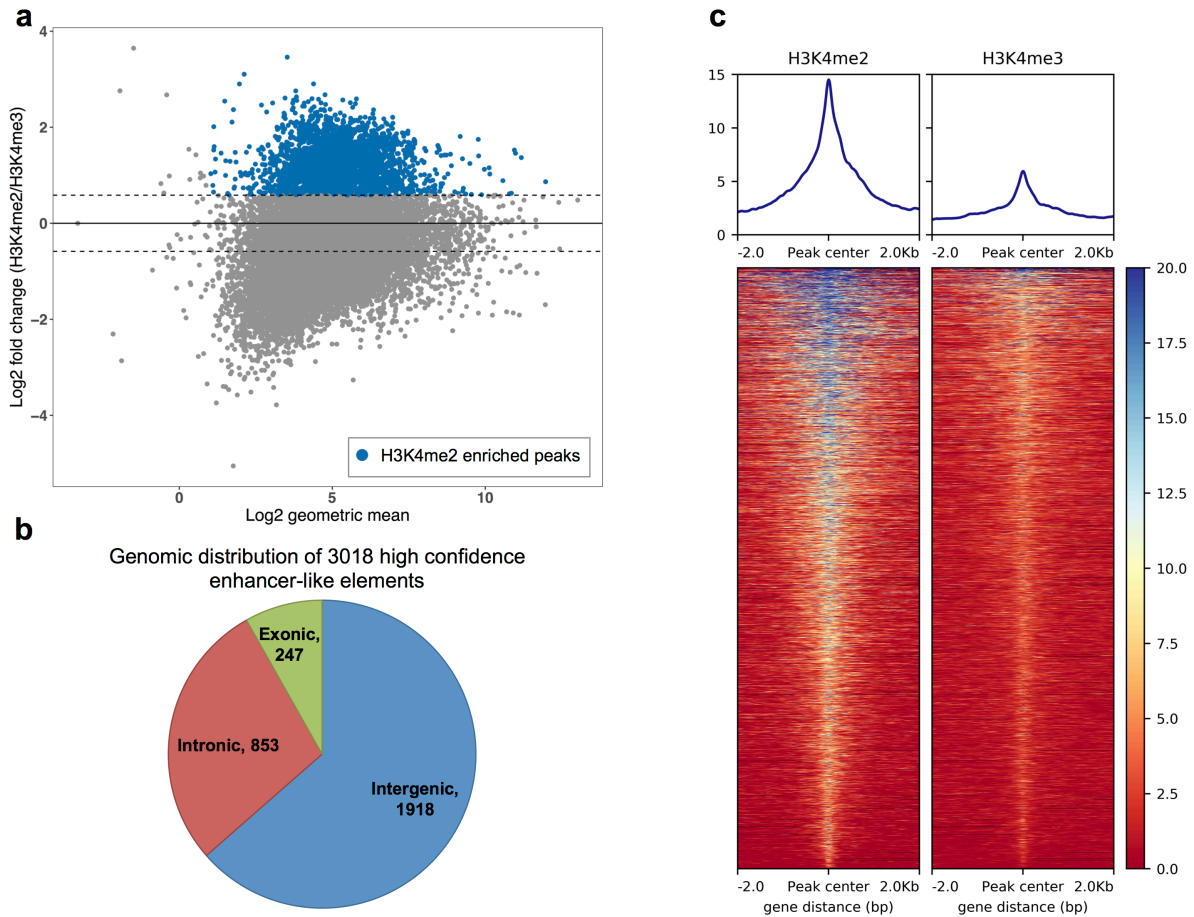 a
4
2
0
−2
−4
Log2 fold change (H3K4me2/H3K4me3)
H3K4me2 enriched peaks
0
5
10
Log2 geometric mean
b
Genomic distribution of 3018 high confidence
enhancer-like elements
Exonic,
247
Intronic, 853
Intergenic,
1918
c
H3K4me2
H3K4me3
15
10
5
0
-2.0
Peak center
2.0Kb
-2.0
Peak center
2.0Kb
20.0
17.5
15.0
12.5
10.0
7.5
5.0
2.5
0.0
-2.0
Peak center
2.0Kb
gene distance (bp)
-2.0
Peak center
2.0Kb
gene distance (bp)